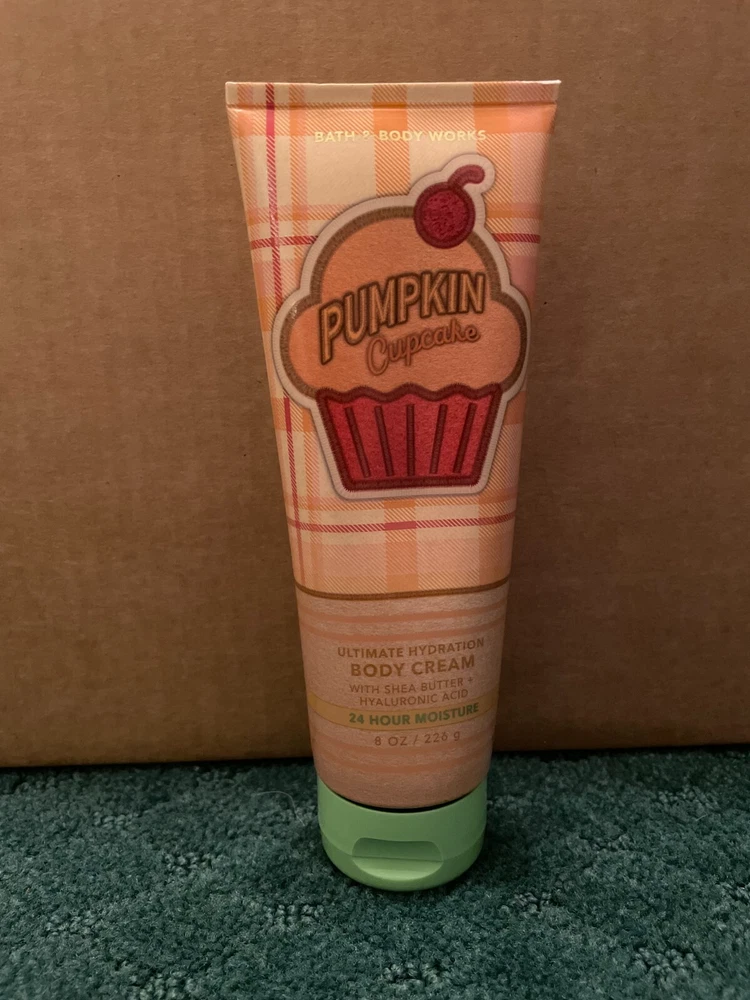 BATH & BODY WORKS
PUMPKIN
Cupcake
ULTIMATE HYDRATION
BODY CREAM
WITH SHEA BUTTER +
HYALURONIC ACID
24 HOUR MOISTURE
8 OZ / 226 g